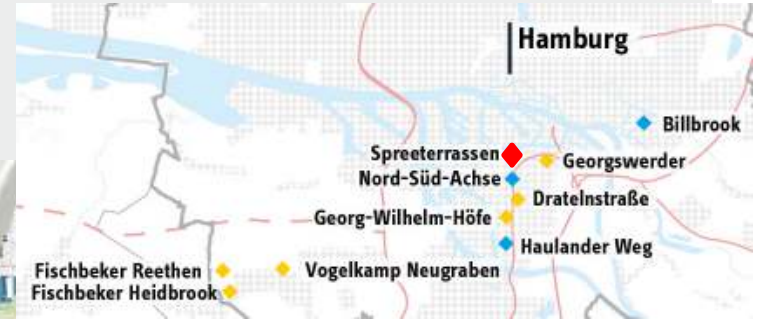 Hamburg
Billbrook
Spreeterrassen
Georgswerder
Nord-Süd-Achse
Dratelnstraße
Georg-Wilhelm-Höfe
Haulander Weg
Fischbeker Reethen
Vogelkamp Neugraben
Fischbeker Heidbrook